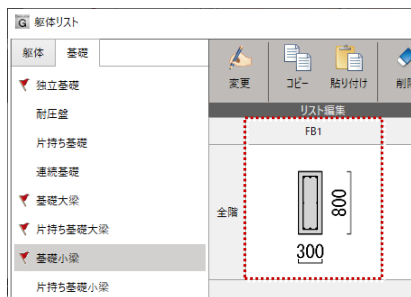 G 躯体リスト
躯体 基礎
独立基礎
耐圧盤
片持ち基礎
連続基礎
基礎大梁
片持ち基礎大梁
基礎小梁
片持ち基礎小梁
変更 コピー 貼り付け
リスト編集
FB1
全階
800
300